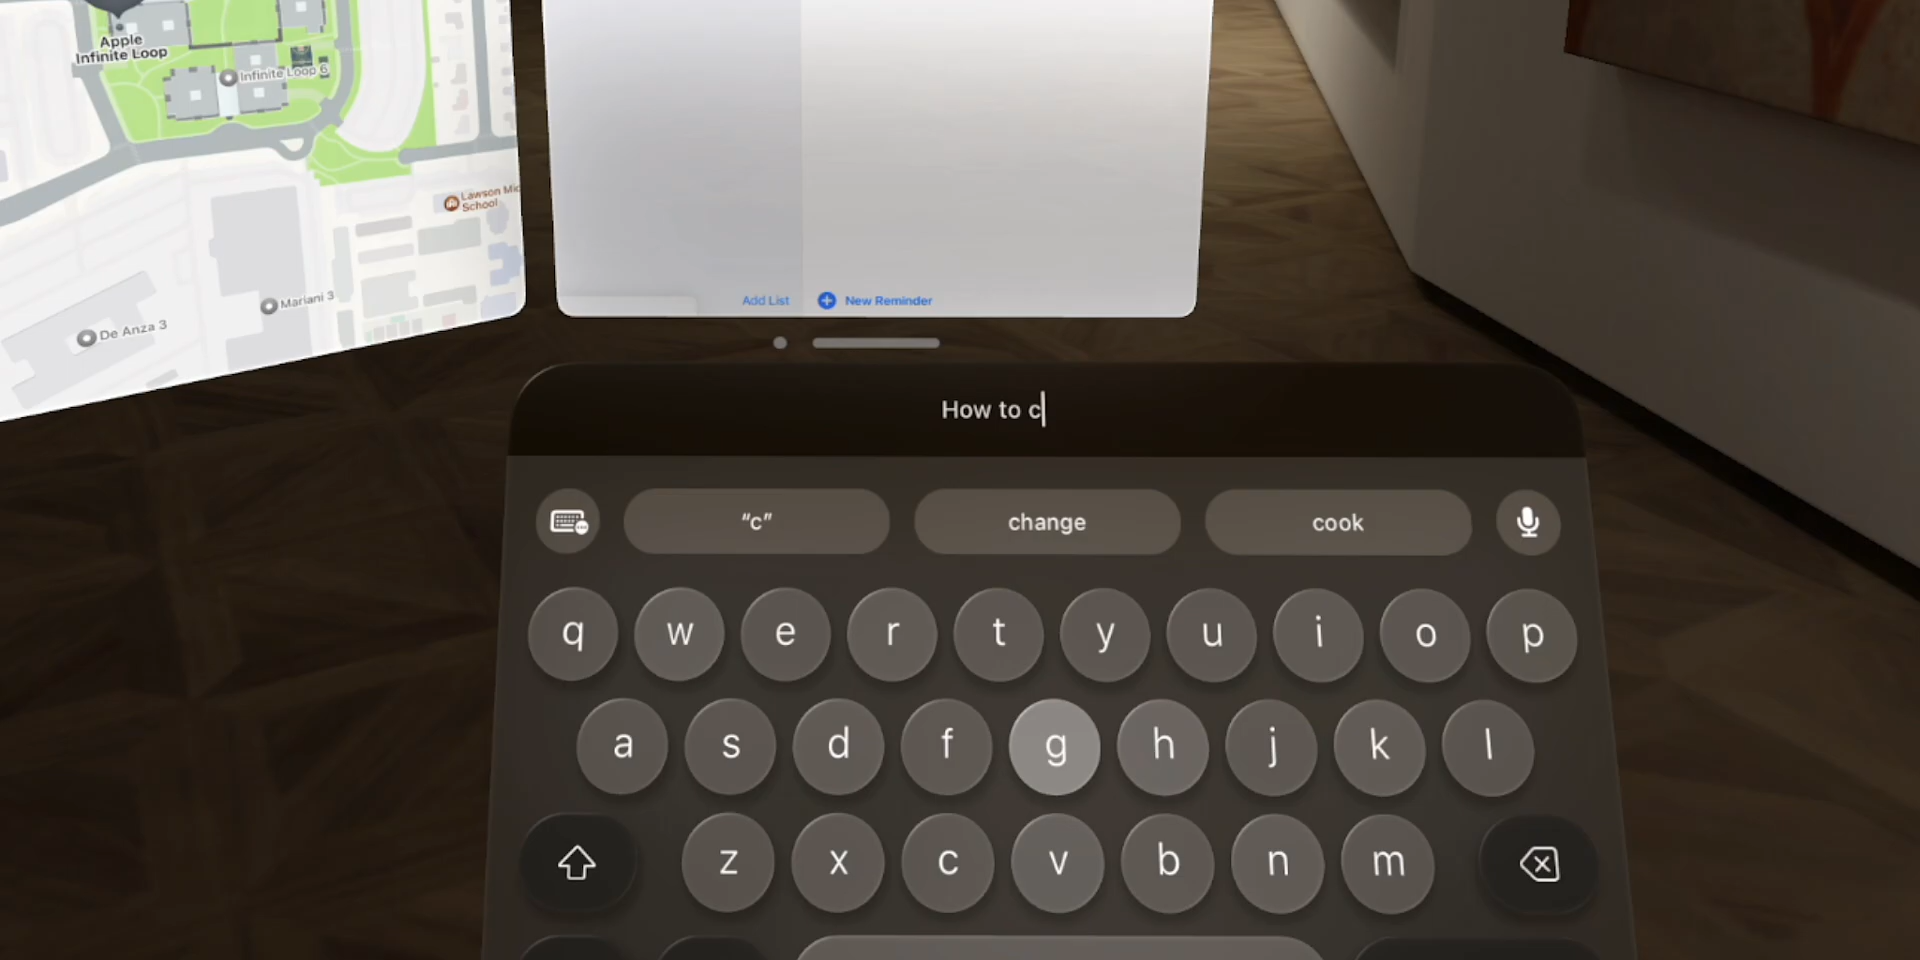 Apple
Infinite Loop
Infinite Loop 6
Lawson Mid
School
Mariani 3
De Anza 3
Add List
New Reminder
How to c
“c”
change
cook
q w e r t y u i o p
a s d f g h j k l
z x c v b n m